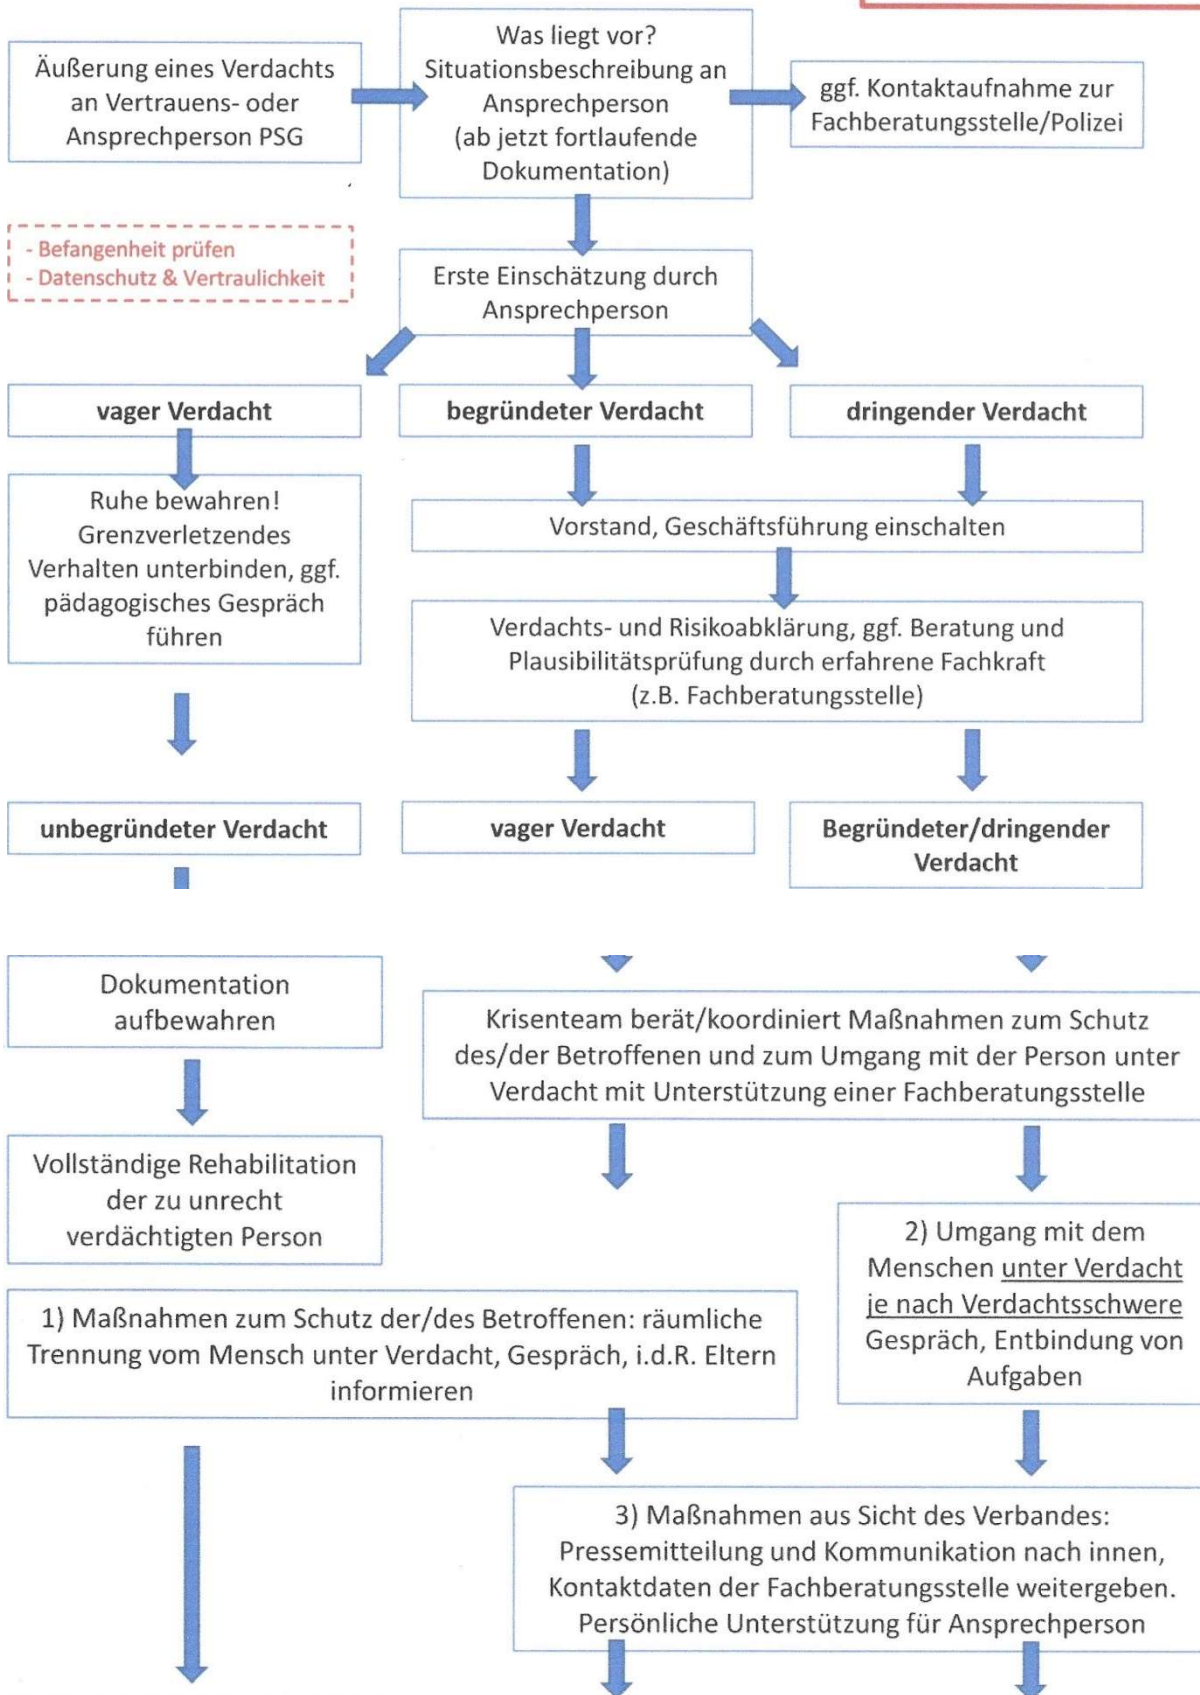 Äußerung eines Verdachts
an Vertrauens- oder
Ansprechperson PSG
Was liegt vor?
Situationsbeschreibung an
Ansprechperson
(ab jetzt fortlaufende
Dokumentation)
ggf. Kontaktaufnahme zur
Fachberatungsstelle/Polizei
- Befangenheit prüfen
- Datenschutz & Vertraulichkeit
Erste Einschätzung durch
Ansprechperson
vager Verdacht
begründeter Verdacht
dringender Verdacht
Ruhe bewahren!
Grenzverletzendes
Verhalten unterbinden, ggf.
pädagogisches Gespräch
führen
Vorstand, Geschäftsführung einschalten
Verdachts- und Risikoabklärung, ggf. Beratung und
Plausibilitätsprüfung durch erfahrene Fachkraft
(z.B. Fachberatungsstelle)
unbegründeter Verdacht
vager Verdacht
Begründeter/dringender
Verdacht
Dokumentation
aufbewahren
Krisenteam berät/koordiniert Maßnahmen zum Schutz
des/der Betroffenen und zum Umgang mit der Person unter
Verdacht mit Unterstützung einer Fachberatungsstelle
Vollständige Rehabilitation
der zu unrecht
verdächtigten Person
2) Umgang mit dem
Menschen unter Verdacht
je nach Verdachtsschwere
Gespräch, Entbindung von
Aufgaben
1) Maßnahmen zum Schutz der/des Betroffenen: räumliche
Trennung vom Mensch unter Verdacht, Gespräch, i.d.R. Eltern
informieren
3) Maßnahmen aus Sicht des Verbandes:
Pressemitteilung und Kommunikation nach innen,
Kontaktdaten der Fachberatungsstelle weitergeben.
Persönliche Unterstützung für Ansprechperson